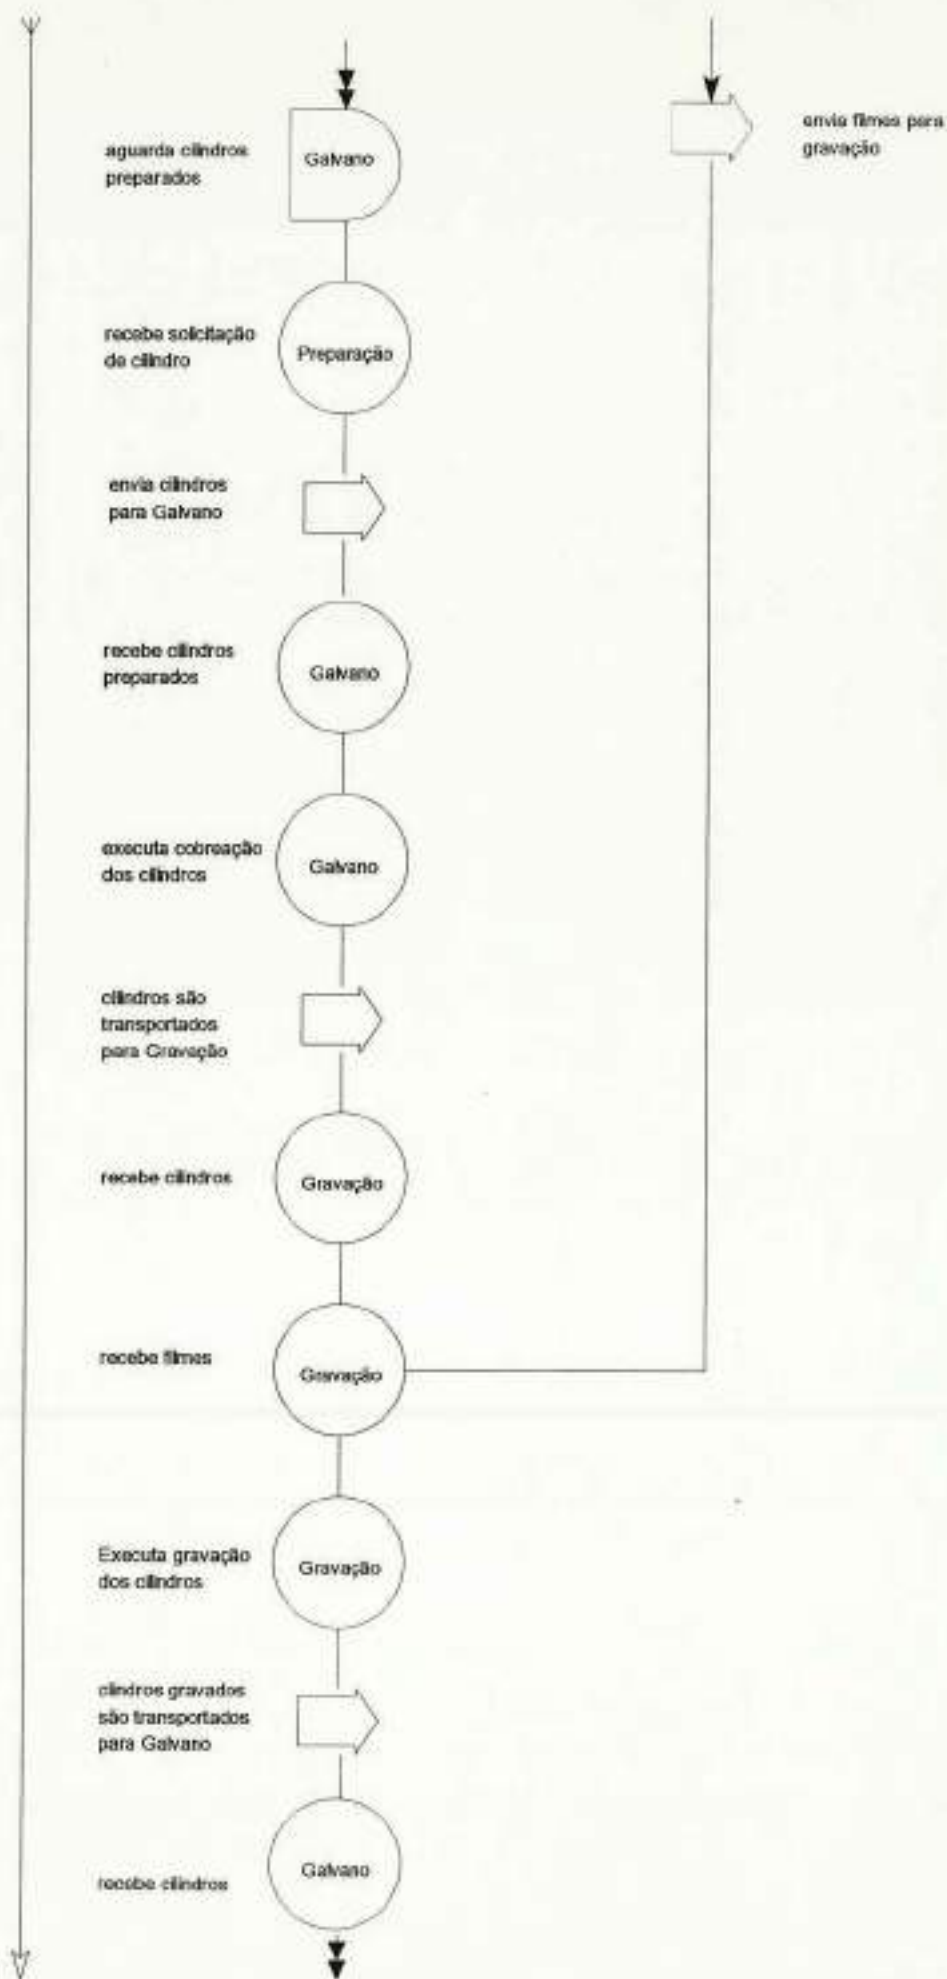 envia filmes para
gravação
aguarda cilindros
preparados
Galvano
recebe solicitação
de cilindro
Preparação
envia cilindros
para Galvano
recebe cilindros
preparados
Galvano
executa cobreação
dos cilindros
Galvano
cilindros são
transportados
para Gravação
recebe cilindros
Gravação
recebe filmes
Gravação
Executa gravação
dos cilindros
Gravação
cilindros gravados
são transportados
para Galvano
recebe cilindros
Galvano